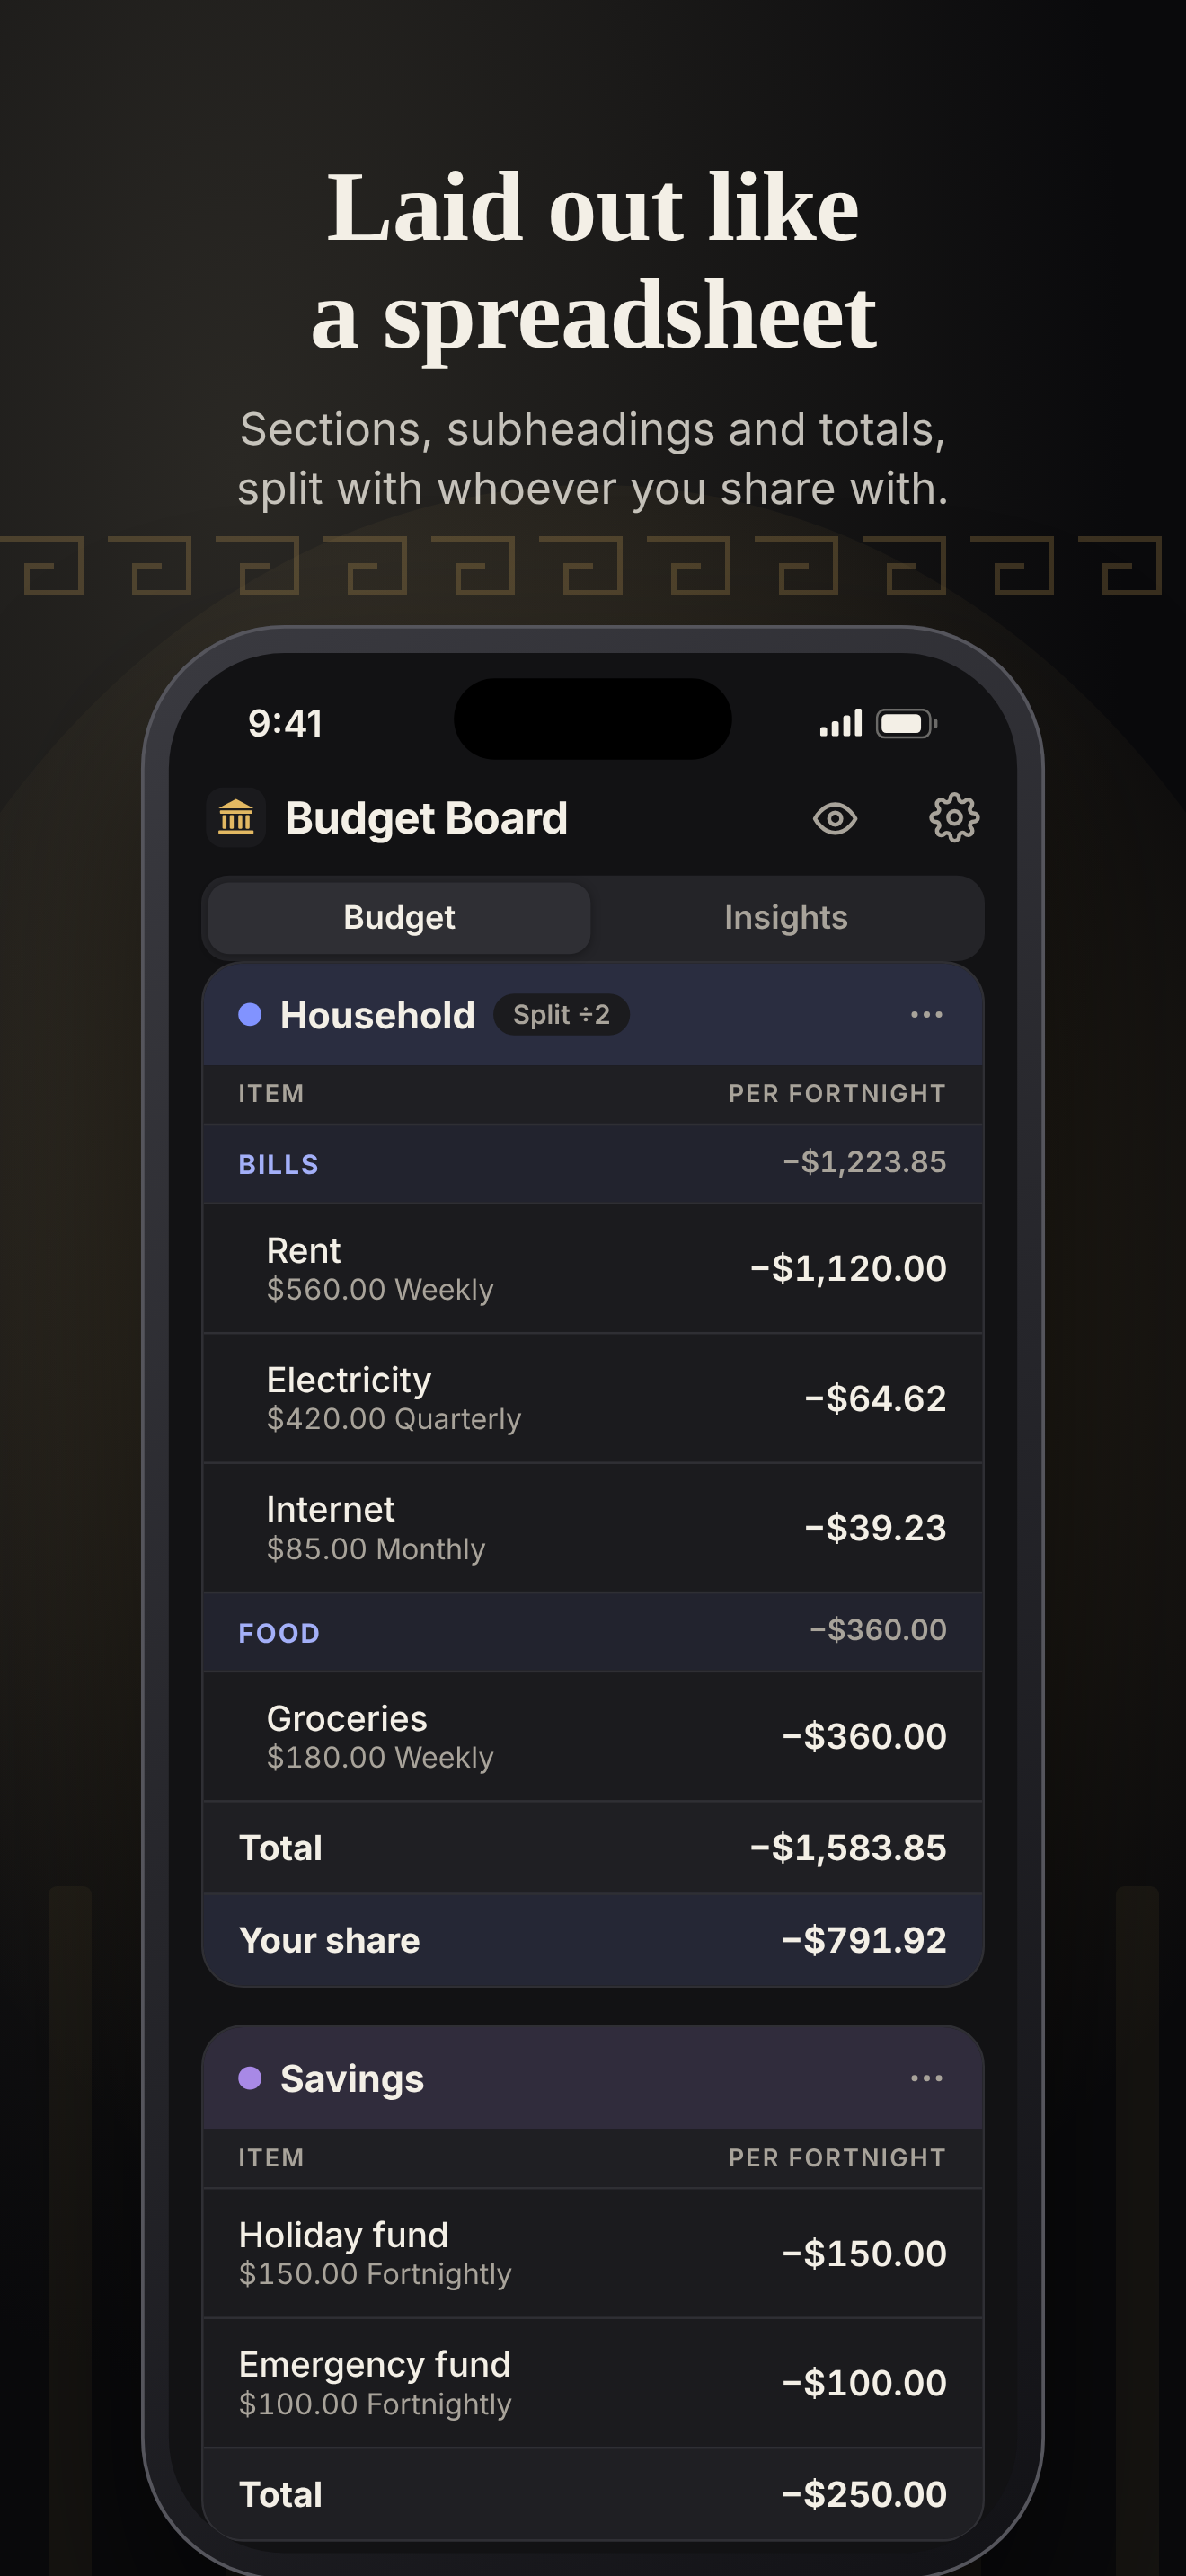 Laid out like
a spreadsheet
Sections, subheadings and totals,
split with whoever you share with.
9:41
Budget Board
Budget Insights
Household Split ÷2
ITEM PER FORTNIGHT
BILLS −$1,223.85
Rent
$560.00 Weekly −$1,120.00
Electricity
$420.00 Quarterly −$64.62
Internet
$85.00 Monthly −$39.23
FOOD −$360.00
Groceries
$180.00 Weekly −$360.00
Total −$1,583.85
Your share −$791.92
Savings
ITEM PER FORTNIGHT
Holiday fund
$150.00 Fortnightly −$150.00
Emergency fund
$100.00 Fortnightly −$100.00
Total −$250.00